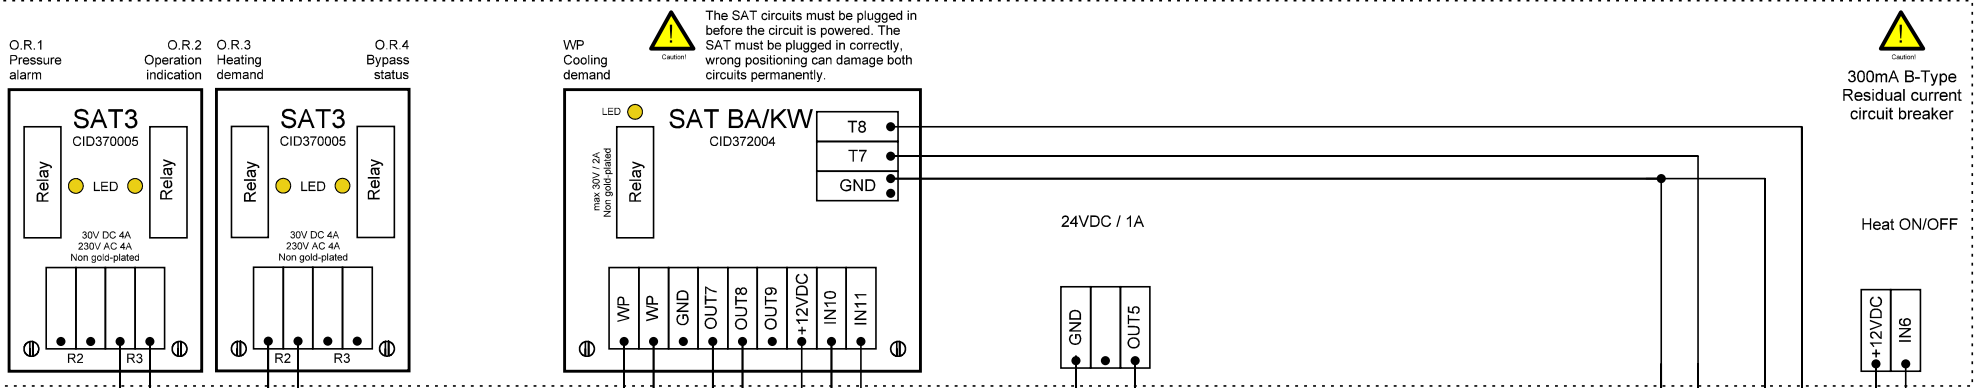 O.R.1
Pressure
alarm
O.R.2
Operation
indication
O.R.3
Heating
demand
O.R.4
Bypass
status
WP
Cooling
demand
Caution!
The SAT circuits must be plugged in
before the circuit is powered. The
SAT must be plugged in correctly,
wrong positioning can damage both
circuits permanently.
Caution!
300mA B-Type
Residual current
circuit breaker
SAT3
CID370005
Relay
LED
Relay
30V DC 4A
230V AC 4A
Non gold-plated
R2
R3
SAT3
CID370005
Relay
LED
Relay
30V DC 4A
230V AC 4A
Non gold-plated
R2
R3
LED
SAT BA/KW
CID372004
max 30V / 2A
Non gold-plated
Relay
T8
T7
GND
WP
WP
GND
OUT7
OUT8
OUT9
+12VDC
IN10
IN11
24VDC / 1A
GND
OUT5
Heat ON/OFF
+12VDC
IN6